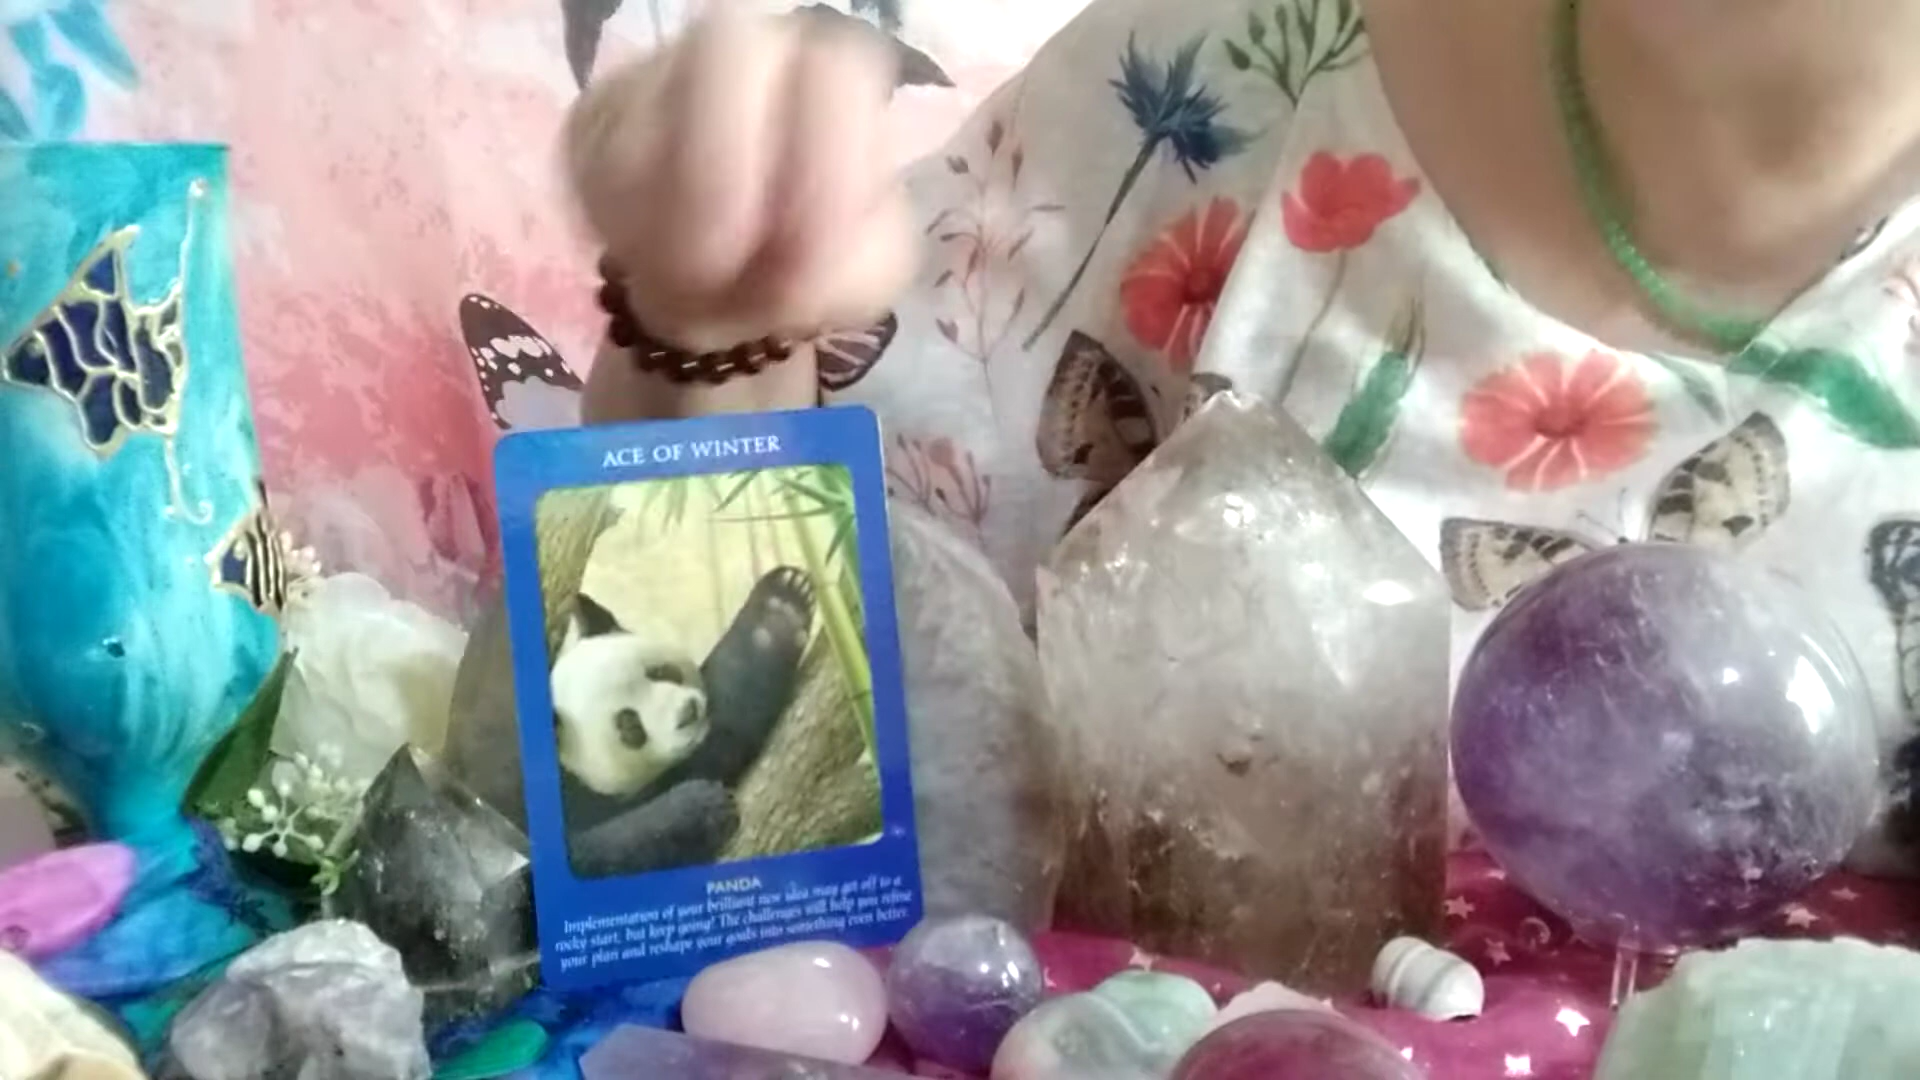 ACE OF WINTER
PANDA
Implementation of your brilliant new idea may get off to a
rocky start, but keep going! The challenges will help you refine
your plan and reshape your goals into something even better.